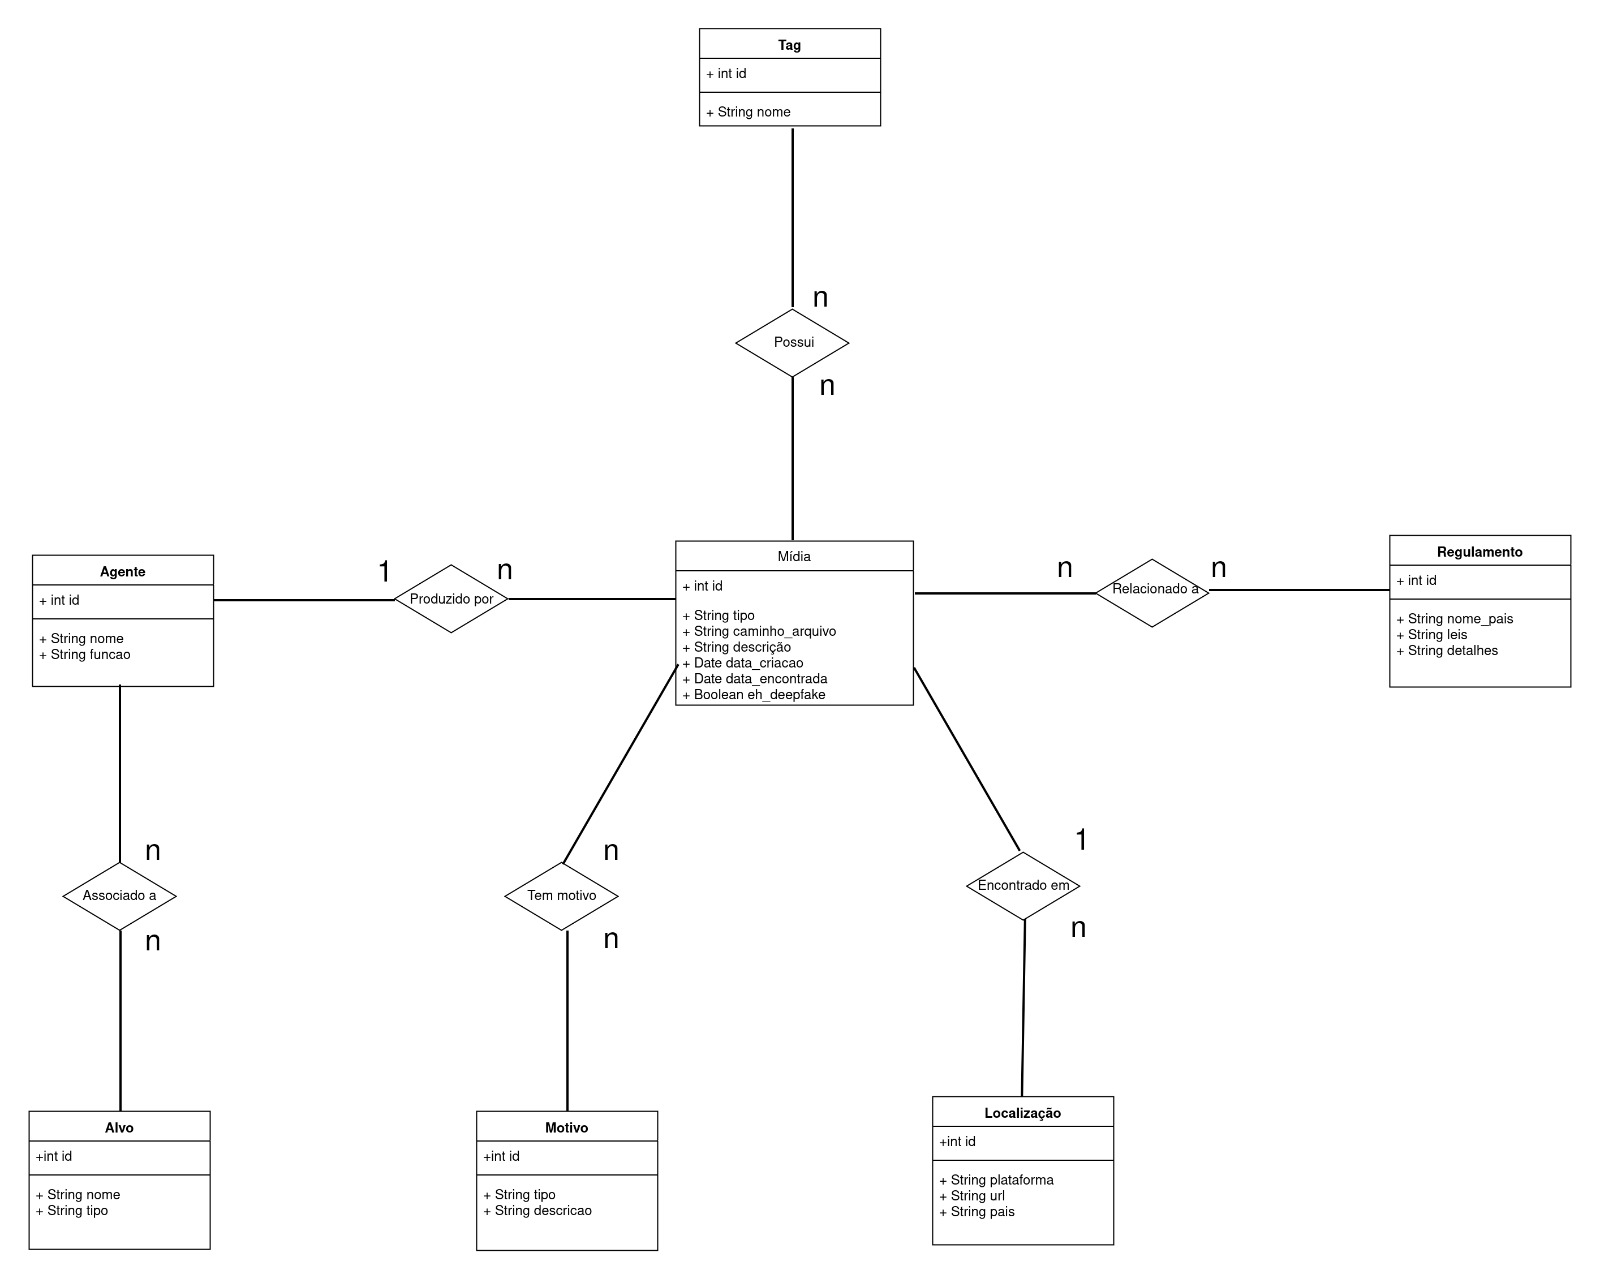 Tag
+ int id
+ String nome
n
Possui
n
Agente
+ int id
+ String nome
+ String funcao
1
Produzido por
n
Mídia
+ int id
+ String tipo
+ String caminho_arquivo
+ String descrição
+ Date data_criacao
+ Date data_encontrada
+ Boolean eh_deepfake
n
Relacionado a
n
Regulamento
+ int id
+ String nome_pais
+ String leis
+ String detalhes
n
Associado a
n
n
Tem motivo
n
1
Encontrado em
n
Alvo
+int id
+ String nome
+ String tipo
Motivo
+int id
+ String tipo
+ String descricao
Localização
+int id
+ String plataforma
+ String url
+ String pais